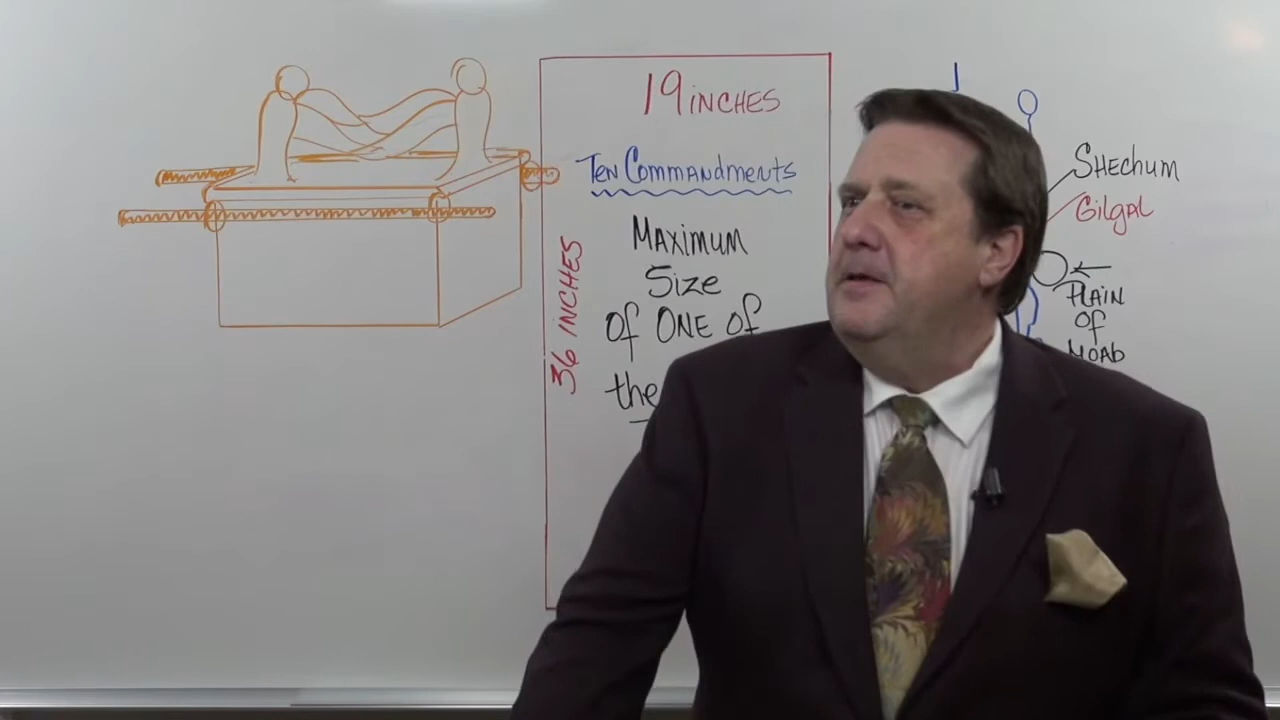 19 INCHES
TEN COMMANDMENTS
36 INCHES
MAXIMUM
SIZE
of ONE of
the
SHECHUM
Gilgal
PLAIN
OF
MOAB